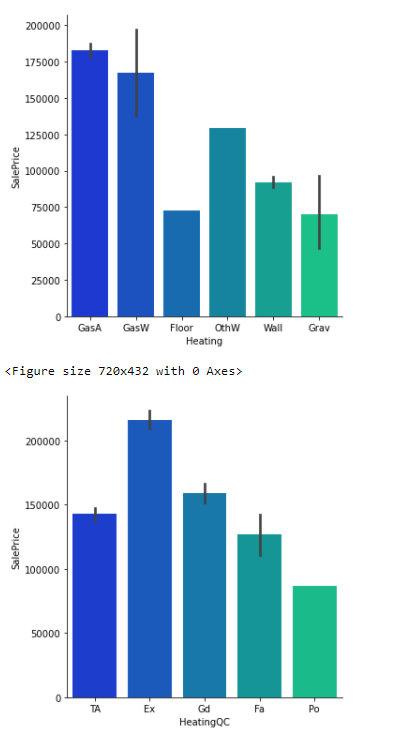 200000
175000
150000
125000
100000
75000
50000
25000
0
SalePrice
GasA GasW Floor OthW Wall Grav
Heating
<Figure size 720x432 with 0 Axes>
200000
150000
100000
50000
0
SalePrice
TA Ex Gd Fa Po
HeatingQC